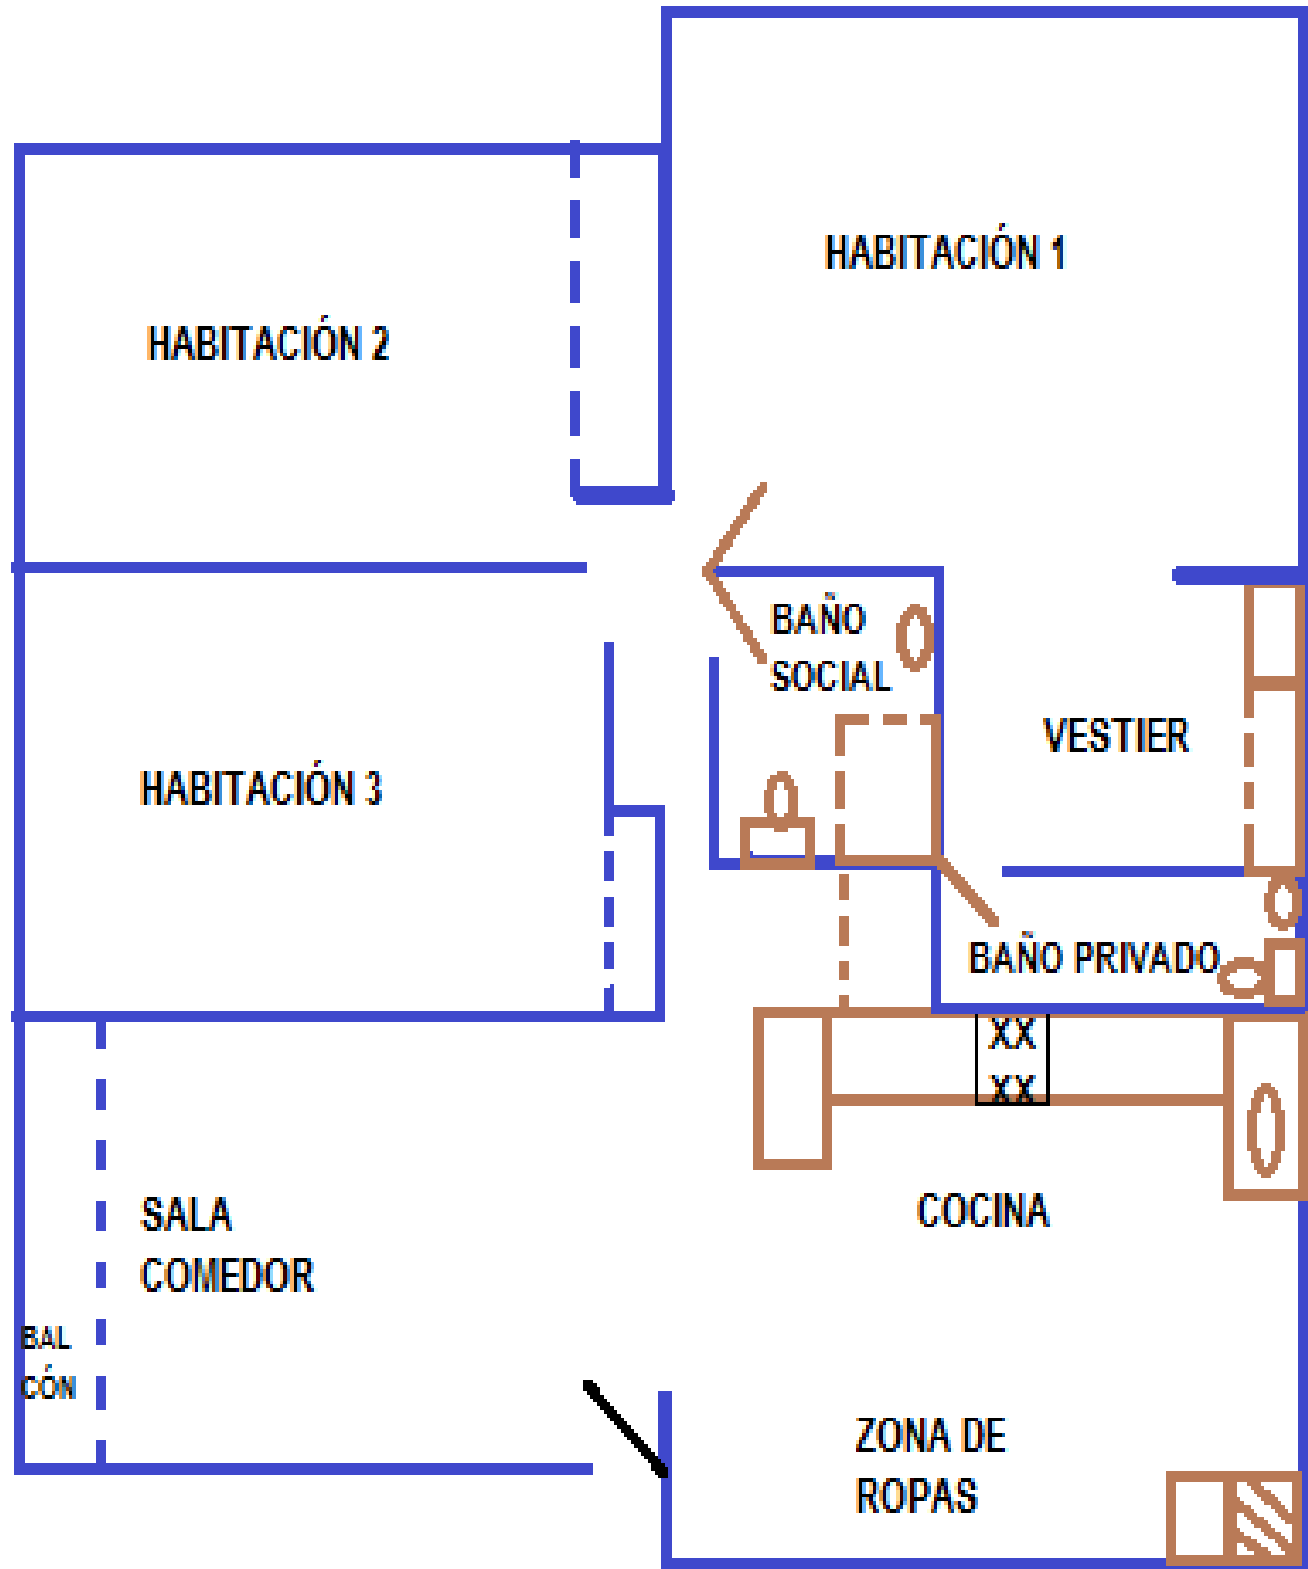 HABITACIÓN 1
HABITACIÓN 2
BAÑO
SOCIAL
VESTIER
HABITACIÓN 3
BAÑO PRIVADO
XX
XX
COCINA
SALA
COMEDOR
BAL
CÓN
ZONA DE
ROPAS